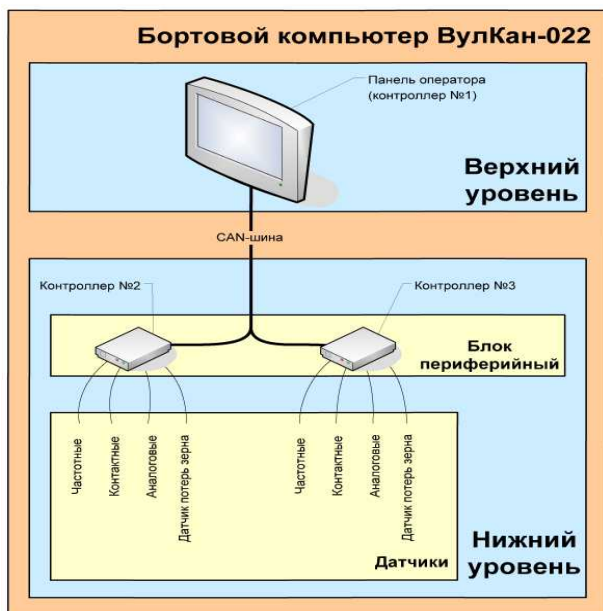 Бортовой компьютер ВулКан-022
Панель оператора
(контроллер №1)
Верхний
уровень
CAN-шина
Контроллер №2
Контроллер №3
Блок
периферийный
Частотные
Контактные
Аналоговые
Датчик потерь зерна
Частотные
Контактные
Аналоговые
Датчик потерь зерна
Датчики
Нижний
уровень